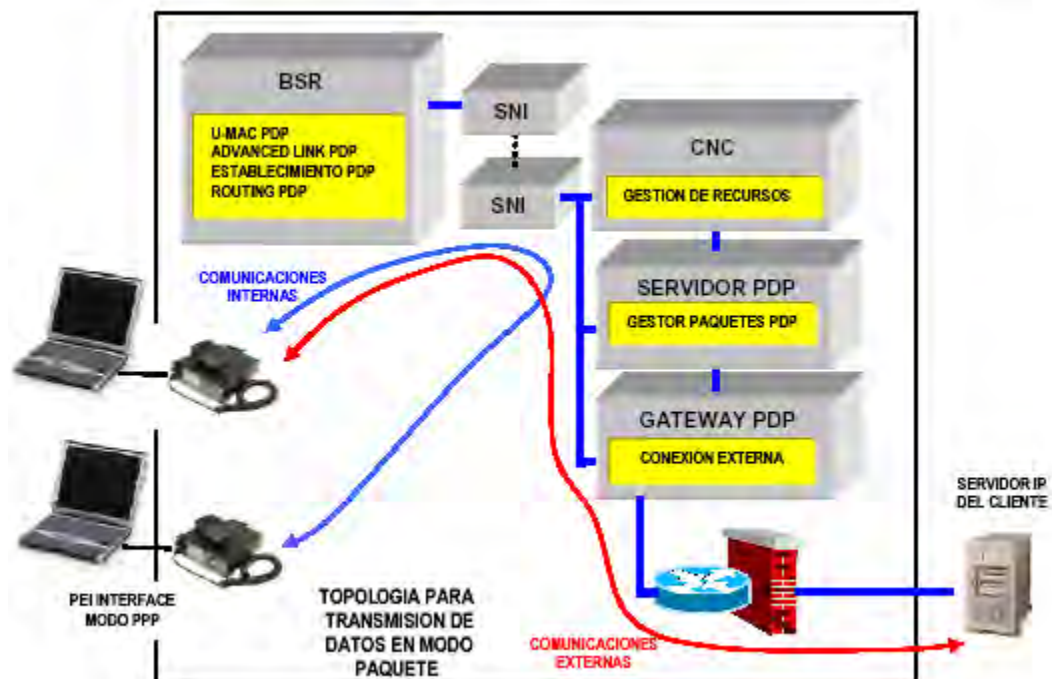 BSR
U-MAC PDP
ADVANCED LINK PDP
ESTABLECIMIENTO PDP
ROUTING PDP
SNI
SNI
CNC
GESTION DE RECURSOS
SERVIDOR PDP
GESTOR PAQUETES PDP
GATEWAY PDP
CONEXIÓN EXTERNA
COMUNICACIONES
INTERNAS
SERVIDOR IP
DEL CLIENTE
PEI INTERFACE
MODO PPP
TOPOLOGIA PARA
TRANSMISION DE
DATOS EN MODO
PAQUETE
COMUNICACIONES
EXTERNAS